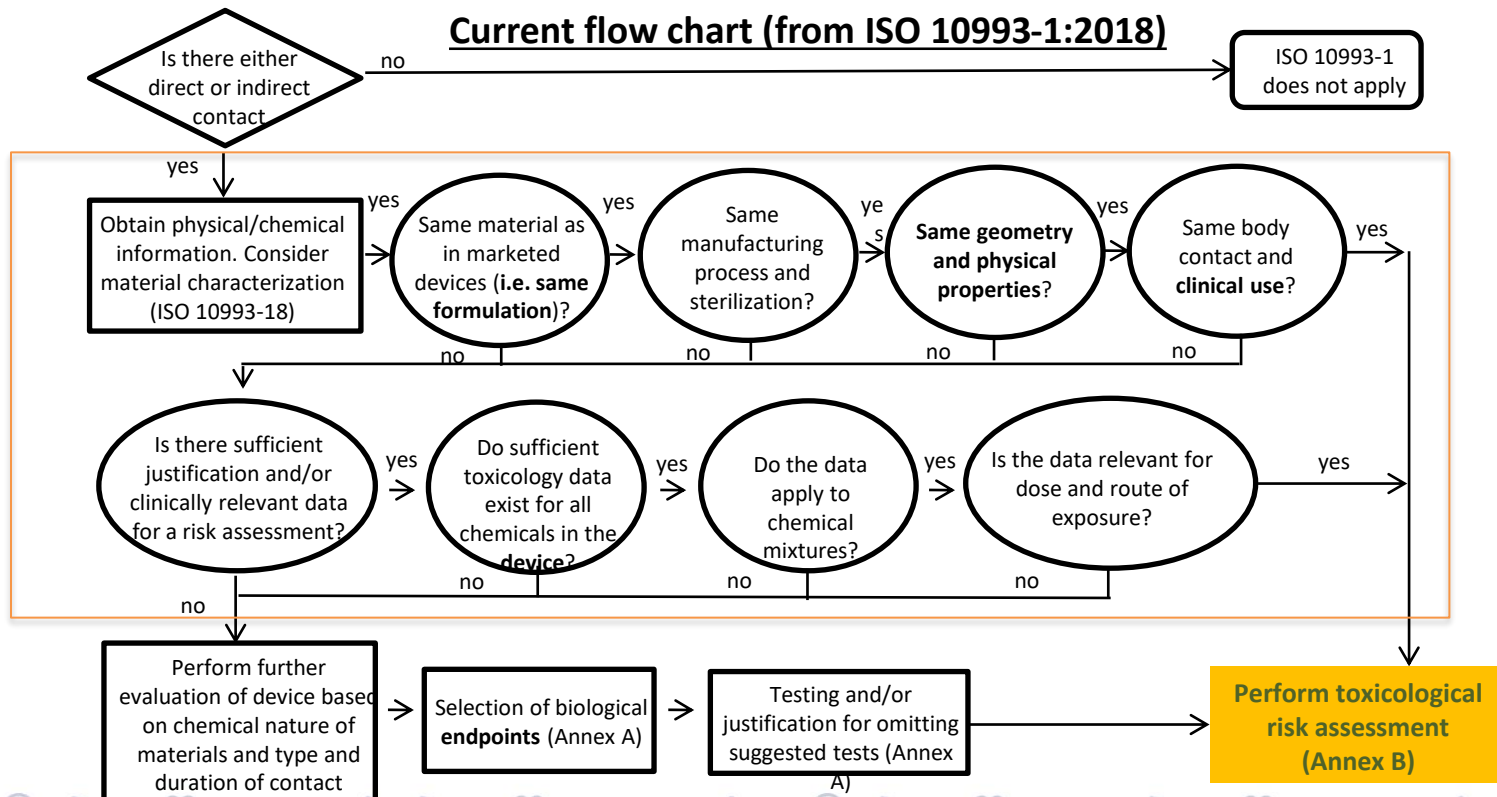 Current flow chart (from ISO 10993-1:2018)
Is there either
direct or indirect
contact
no
ISO 10993-1
does not apply
yes
Obtain physical/chemical
information. Consider
material characterization
(ISO 10993-18)
yes
Same material as
in marketed
devices (i.e. same
formulation)?
yes
Same
manufacturing
process and
sterilization?
ye
s
Same geometry
and physical
properties?
yes
Same body
contact and
clinical use?
yes
no
no
no
no
Is there sufficient
justification and/or
clinically relevant data
for a risk assessment?
yes
Do sufficient
toxicology data
exist for all
chemicals in the
device?
yes
Do the data
apply to
chemical
mixtures?
yes
Is the data relevant for
dose and route of
exposure?
yes
no
no
no
no
Perform further
evaluation of device based
on chemical nature of
materials and type and
duration of contact
Selection of biological
endpoints (Annex A)
Testing and/or
justification for omitting
suggested tests (Annex
A)
Perform toxicological
risk assessment
(Annex B)